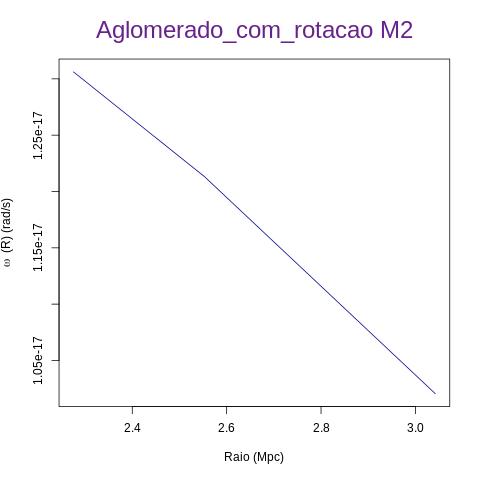 Aglomerado_com_rotacao M2
1.25e-17
1.15e-17
1.05e-17
ω (R) (rad/s)
2.4 2.6 2.8 3.0
Raio (Mpc)